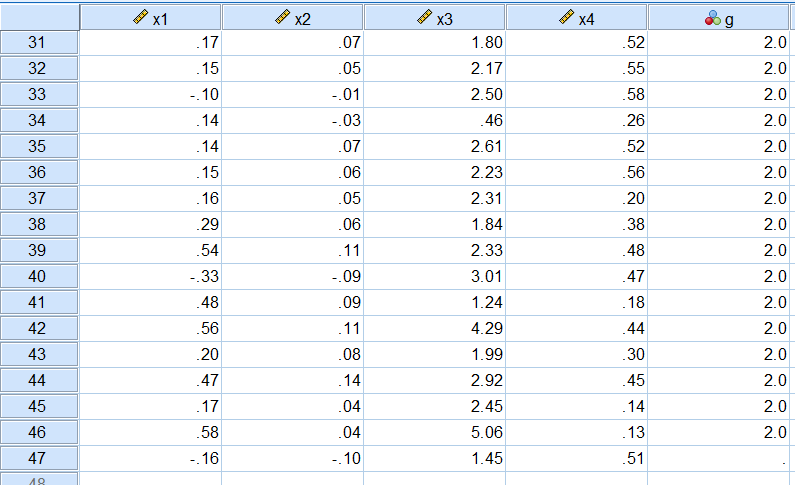 x1 x2 x3 x4 g
31 .17 .07 1.80 .52 2.0
32 .15 .05 2.17 .55 2.0
33 -.10 -.01 2.50 .58 2.0
34 .14 -.03 .46 .26 2.0
35 .14 .07 2.61 .52 2.0
36 .15 .06 2.23 .56 2.0
37 .16 .05 2.31 .20 2.0
38 .29 .06 1.84 .38 2.0
39 .54 .11 2.33 .48 2.0
40 -.33 -.09 3.01 .47 2.0
41 .48 .09 1.24 .18 2.0
42 .56 .11 4.29 .44 2.0
43 .20 .08 1.99 .30 2.0
44 .47 .14 2.92 .45 2.0
45 .17 .04 2.45 .14 2.0
46 .58 .04 5.06 .13 2.0
47 -.16 -.10 1.45 .51 .
48